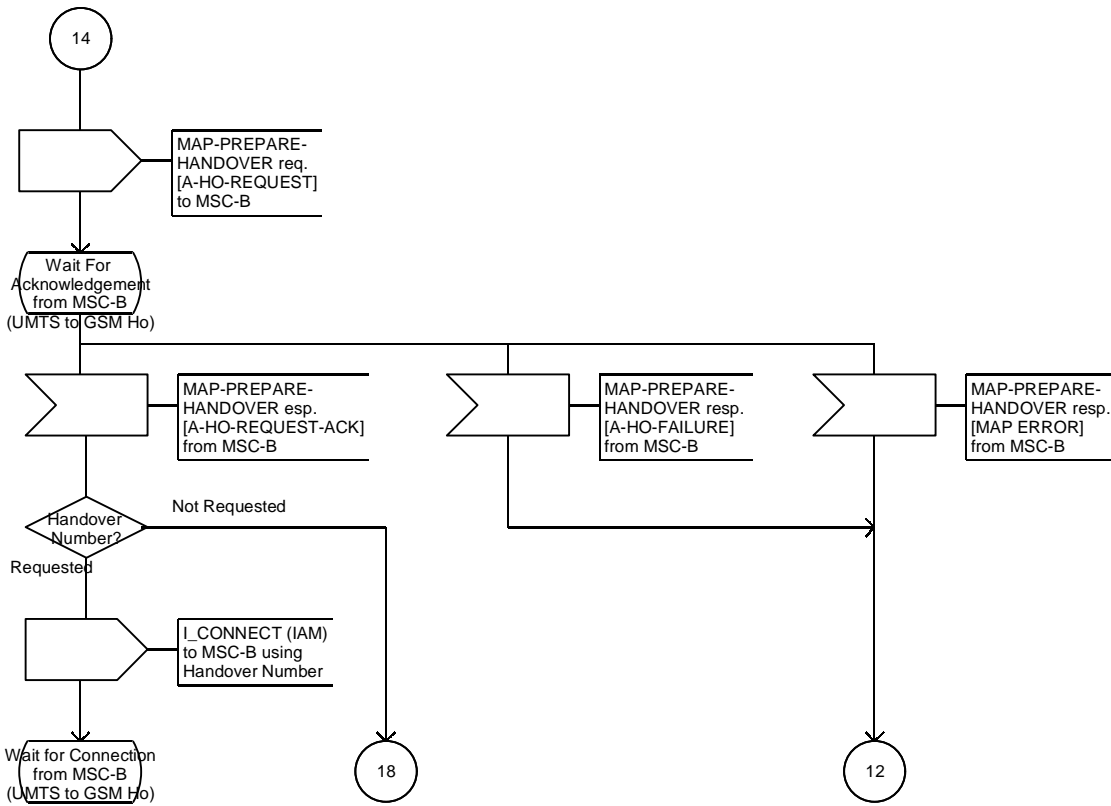 14
MAP-PREPARE-
HANDOVER req.
[A-HO-REQUEST]
to MSC-B
Wait For
Acknowledgement
from MSC-B
(UMTS to GSM Ho)
MAP-PREPARE-
HANDOVER esp.
[A-HO-REQUEST-ACK]
from MSC-B
MAP-PREPARE-
HANDOVER resp.
[A-HO-FAILURE]
from MSC-B
MAP-PREPARE-
HANDOVER resp.
[MAP ERROR]
from MSC-B
Handover
Number?
Not Requested
Requested
I_CONNECT (IAM)
to MSC-B using
Handover Number
Wait for Connection
from MSC-B
(UMTS to GSM Ho)
18
12